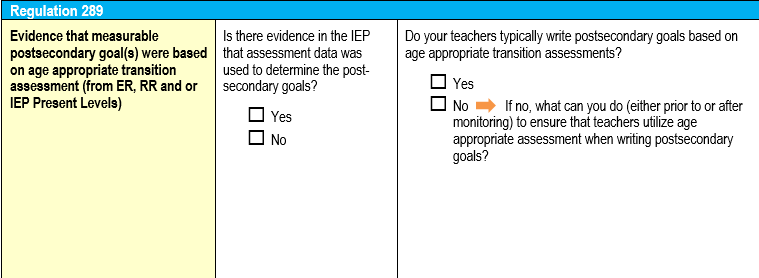 Regulation 289
Evidence that measurable
postsecondary goal(s) were based
on age appropriate transition
assessment (from ER, RR and or
IEP Present Levels)
Is there evidence in the IEP
that assessment data was
used to determine the post-
secondary goals?
Yes
No
Do your teachers typically write postsecondary goals based on
age appropriate transition assessments?
Yes
No If no, what can you do (either prior to or after
monitoring) to ensure that teachers utilize age
appropriate assessment when writing postsecondary
goals?